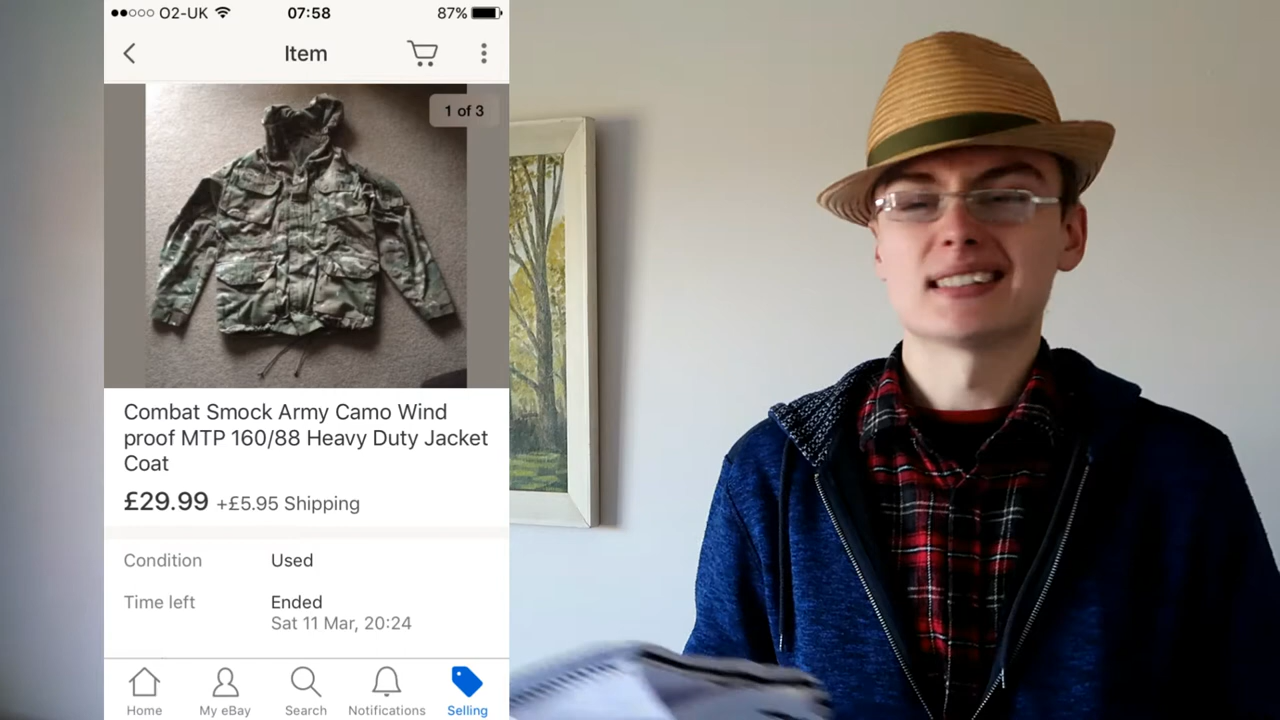 O2-UK 07:58 87%
Item
1 of 3
Combat Smock Army Camo Wind
proof MTP 160/88 Heavy Duty Jacket
Coat
£29.99 +£5.95 Shipping
Condition Used
Time left Ended
Sat 11 Mar, 20:24
Home My eBay Search Notifications Selling